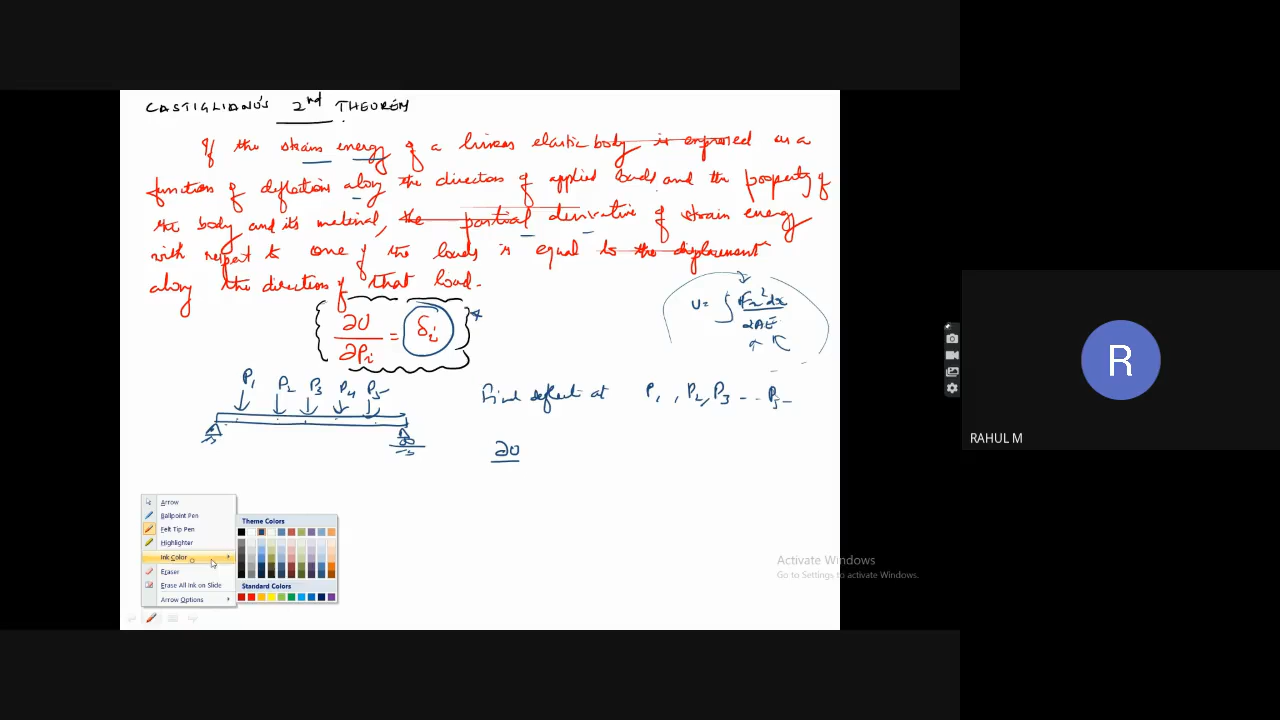 CASTIGLIANO'S 2nd THEOREM
If the strain energy of a linear elastic body is expressed as a
function of deflections along the directions of applied loads and the property of
the body and its material, the partial derivative of strain energy
with respect to one of the loads is equal to the displacement
along the direction of that load.
U= ∫ Fx²dx
2AE
∂U
∂Pi
= δi
P1 P2 P3 P4 P5
Find deflect at P1, P2, P3 - - P5
∂U
Arrow
Ballpoint Pen
Felt Tip Pen
Highlighter
Ink Color
Eraser
Erase All Ink on Slide
Arrow Options
Theme Colors
Standard Colors
Activate Windows
Go to Settings to activate Windows.
R
RAHUL M